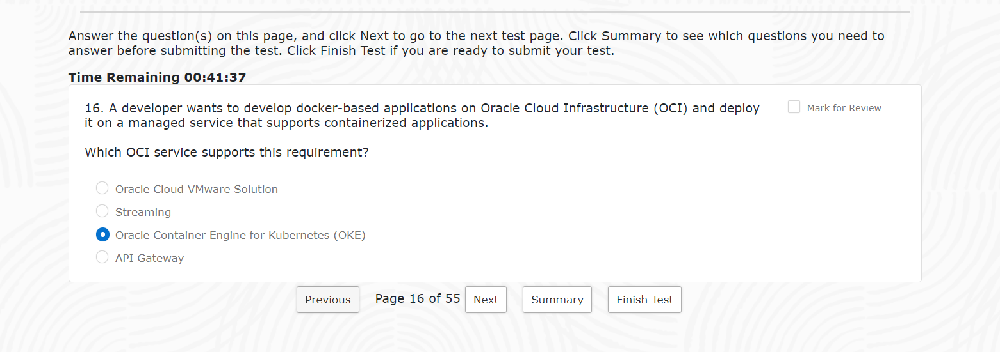 Answer the question(s) on this page, and click Next to go to the next test page. Click Summary to see which questions you need to
answer before submitting the test. Click Finish Test if you are ready to submit your test.
Time Remaining 00:41:37
16. A developer wants to develop docker-based applications on Oracle Cloud Infrastructure (OCI) and deploy
it on a managed service that supports containerized applications.
Mark for Review
Which OCI service supports this requirement?
Oracle Cloud VMware Solution
Streaming
Oracle Container Engine for Kubernetes (OKE)
API Gateway
Previous Page 16 of 55 Next Summary Finish Test